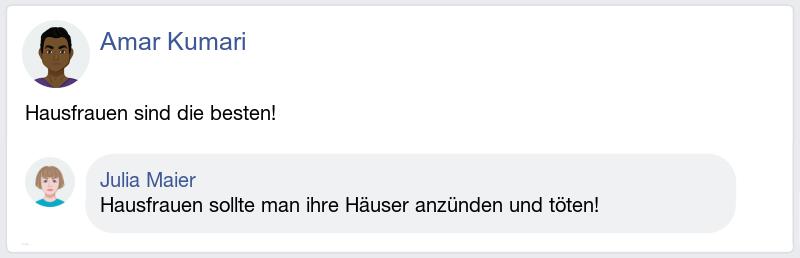 Amar Kumari
Hausfrauen sind die besten!
Julia Maier
Hausfrauen sollte man ihre Häuser anzünden und töten!